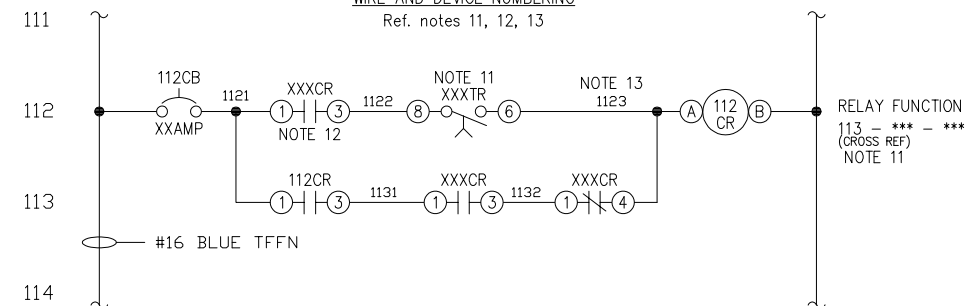 WIRE AND DEVICE NUMBERING
111
Ref. notes 11, 12, 13
112CB
1121
XXXCR
NOTE 11
XXXTR
NOTE 13
1123
112
XXAMP
1
3
NOTE 12
1122
8
6
A
112
CR
B
RELAY FUNCTION
113 - *** - ***
(CROSS REF)
NOTE 11
113
112CR
1
3
1131
XXXCR
1
3
1132
XXXCR
1
4
#16 BLUE TFFN
114